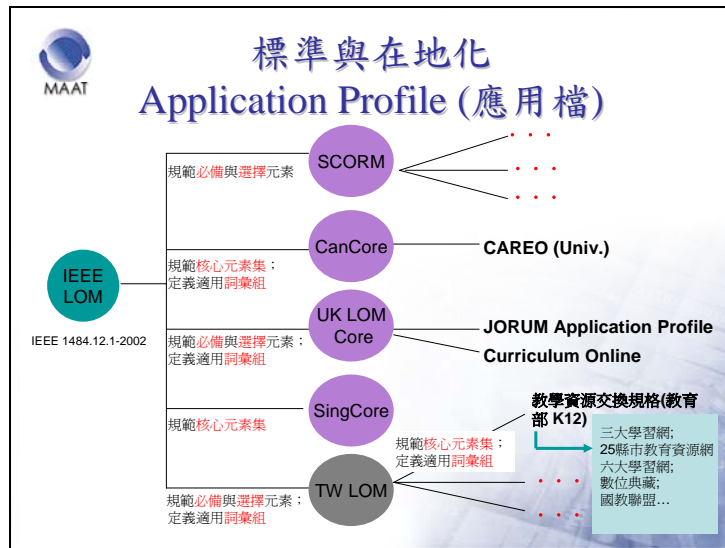 標準與在地化
Application Profile (應用檔)
MAAT
SCORM
• • •
規範必備與選擇元素
• • •
• • •
CanCore
CAREO (Univ.)
規範核心元素集；
定義適用詞彙組
IEEE
LOM
IEEE 1484.12.1-2002
UK LOM
Core
JORUM Application Profile
Curriculum Online
規範必備與選擇元素；
定義適用詞彙組
SingCore
規範核心元素集
教學資源交換規格(教育
部 K12)
規範核心元素集；
定義適用詞彙組
三大學習網;
25縣市教育資源網
六大學習網;
數位典藏;
國教聯盟…
TW LOM
規範必備與選擇元素；
定義適用詞彙組
• • •
• • •